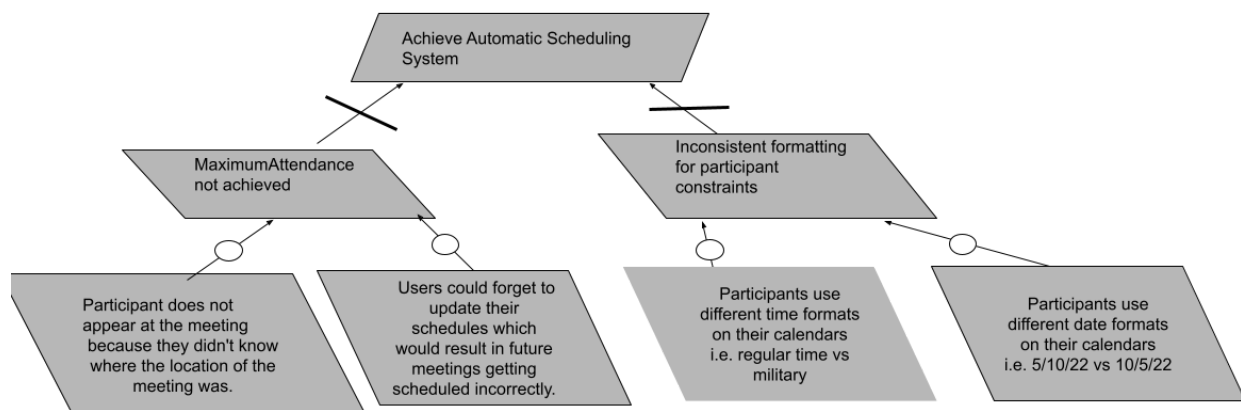 Achieve Automatic Scheduling
System
MaximumAttendance
not achieved
Inconsistent formatting
for participant
constraints
Participant does not
appear at the meeting
because they didn't know
where the location of the
meeting was.
Users could forget to
update their
schedules which
would result in future
meetings getting
scheduled incorrectly.
Participants use
different time formats
on their calendars
i.e. regular time vs
military
Participants use
different date formats
on their calendars
i.e. 5/10/22 vs 10/5/22